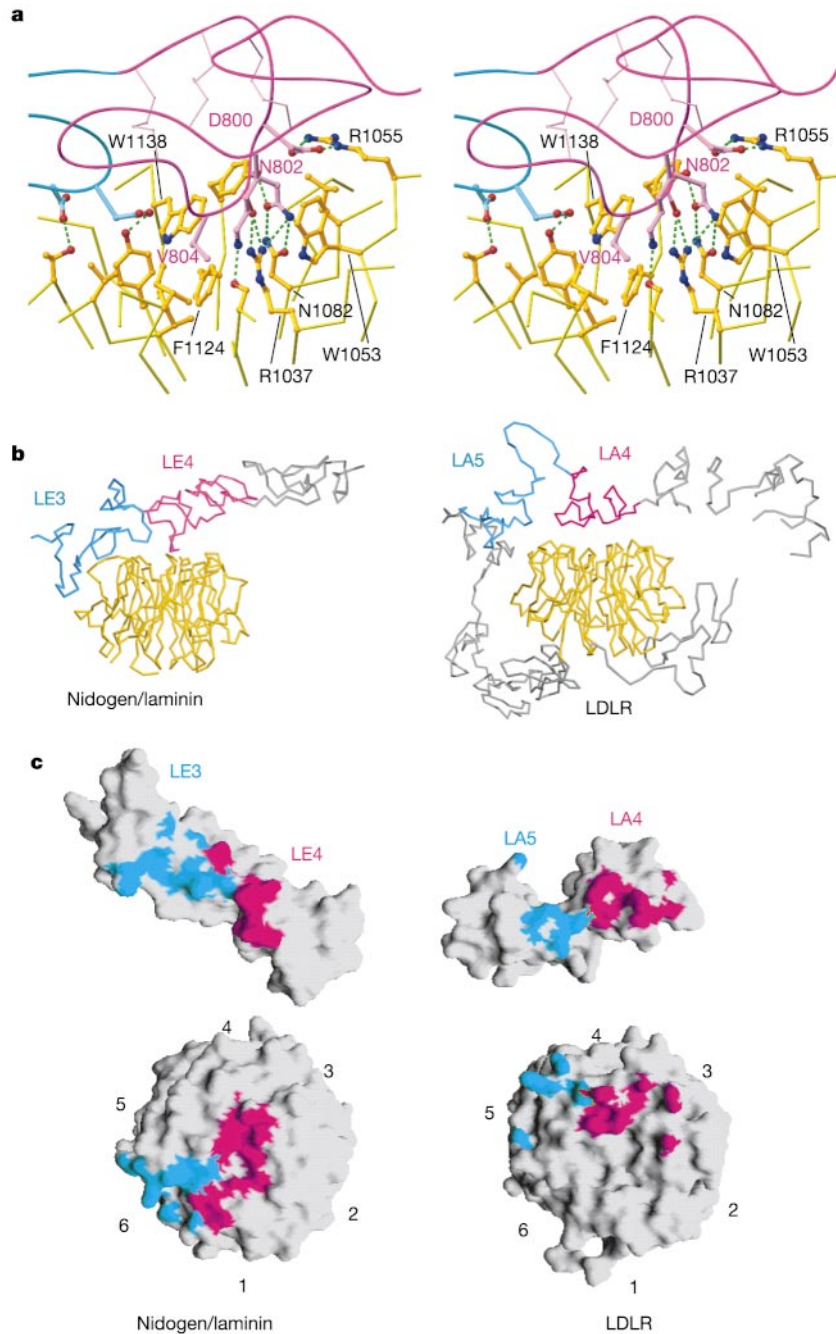 a
D800
R1055
W1138
N802
V804
N1082
F1124
W1053
R1037
D800
R1055
W1138
N802
V804
N1082
F1124
W1053
R1037
b
LE4
LE3
LA5
LA4
Nidogen/laminin
LDLR
c
LE3
LE4
LA5
LA4
4
3
5
6
2
1
4
3
5
6
2
1
Nidogen/laminin
LDLR